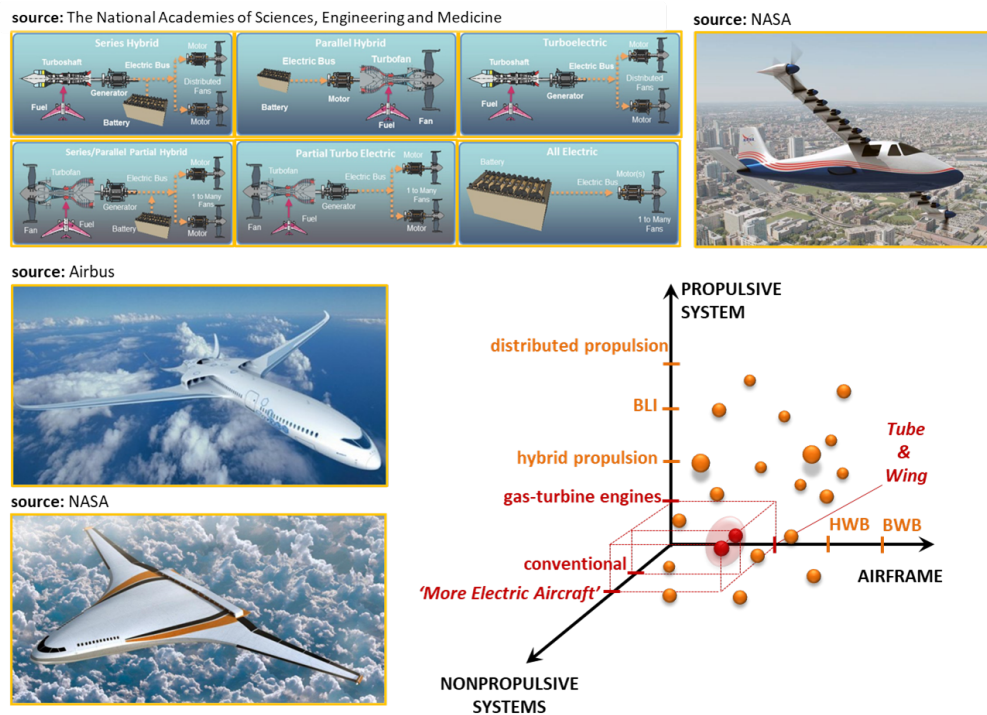 source: The National Academies of Sciences, Engineering and Medicine
source: NASA
Series Hybrid
Turboshaft
Electric Bus
Motor
Distributed
Fans
Generator
Fuel
Battery
Motor
Parallel Hybrid
Electric Bus
Turbofan
Battery
Motor
Fuel
Fan
Turboelectric
Turboshaft
Electric Bus
Motor
Distributed
Fans
Generator
Fuel
Motor
Series/Parallel Partial Hybrid
Turbofan
Motor
Electric Bus
1 to Many
Fans
Generator
Fuel
Fan
Battery
Motor
Partial Turbo Electric
Turbofan
Motor
Electric Bus
1 to Many
Fans
Generator
Fuel
Fan
Motor
All Electric
Battery
Motor(s)
Electric Bus
1 to Many
Fans
source: Airbus
source: NASA
PROPULSIVE
SYSTEM
distributed propulsion
BLI
hybrid propulsion
gas-turbine engines
Tube
&
Wing
HWB
BWB
AIRFRAME
conventional
‘More Electric Aircraft’
NONPROPULSIVE
SYSTEMS